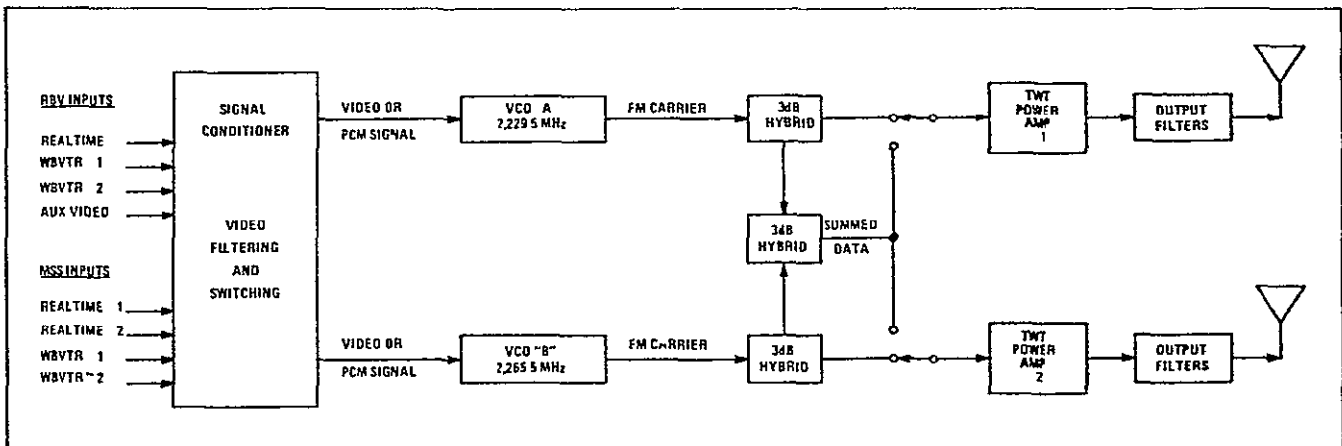 RBV INPUTS
REALTIME
WBVTR 1
WBVTR 2
AUX VIDEO
MSS INPUTS
REALTIME 1
REALTIME 2
WBVTR 1
WBVTR 2
SIGNAL
CONDITIONER
VIDEO
FILTERING
AND
SWITCHING
VIDEO OR
PCM SIGNAL
VCO A
2,229 5 MHz
FM CARRIER
3dB
HYBRID
TWT
POWER
AMP
1
OUTPUT
FILTERS
3dB
HYBRID
SUMMED
DATA
VIDEO OR
PCM SIGNAL
VCO "B"
2,265 5 MHz
FM CARRIER
3dB
HYBRID
TWT
POWER
AMP
2
OUTPUT
FILTERS